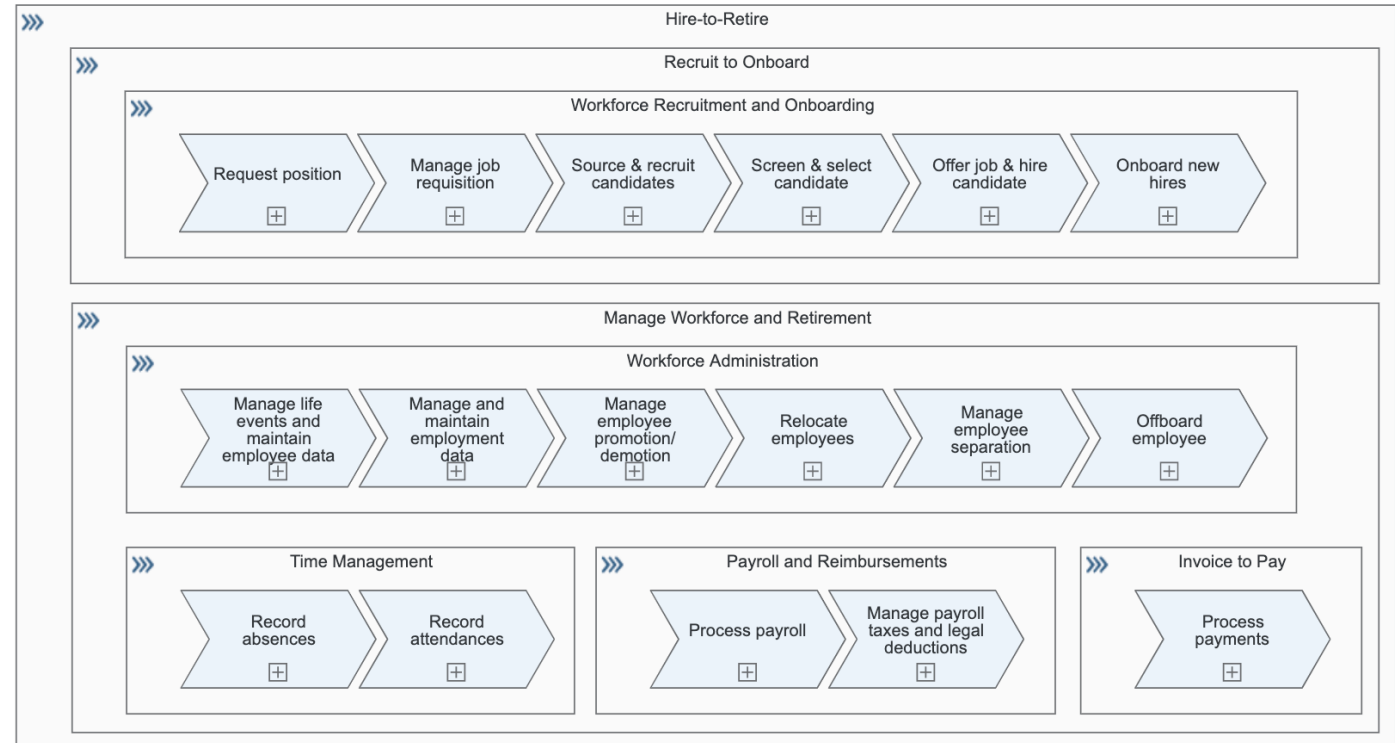 Hire-to-Retire
Recruit to Onboard
Workforce Recruitment and Onboarding
Request position
Manage job
requisition
Source & recruit
candidates
Screen & select
candidate
Offer job & hire
candidate
Onboard new
hires
Manage Workforce and Retirement
Workforce Administration
Manage life
events and
maintain
employee data
Manage and
maintain
employment
data
Manage
employee
promotion/
demotion
Relocate
employees
Manage
employee
separation
Offboard
employee
Time Management
Record
absences
Record
attendances
Payroll and Reimbursements
Process payroll
Manage payroll
taxes and legal
deductions
Invoice to Pay
Process
payments